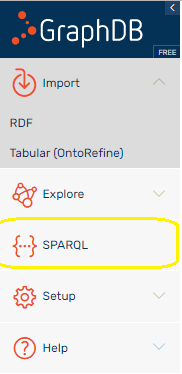 GraphDB
FREE
Import
RDF
Tabular (OntoRefine)
Explore
SPARQL
Setup
Help